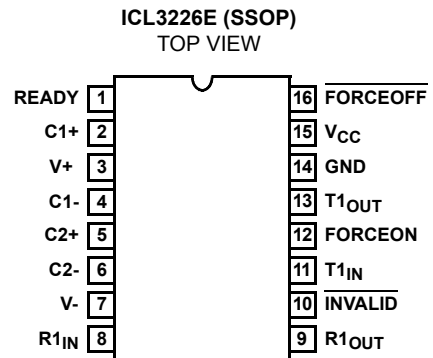 ICL3226E (SSOP)
TOP VIEW
READY 1 16 FORCEOFF
C1+ 2 15 VCC
V+ 3 14 GND
C1- 4 13 T1OUT
C2+ 5 12 FORCEON
C2- 6 11 T1IN
V- 7 10 INVALID
R1IN 8 9 R1OUT